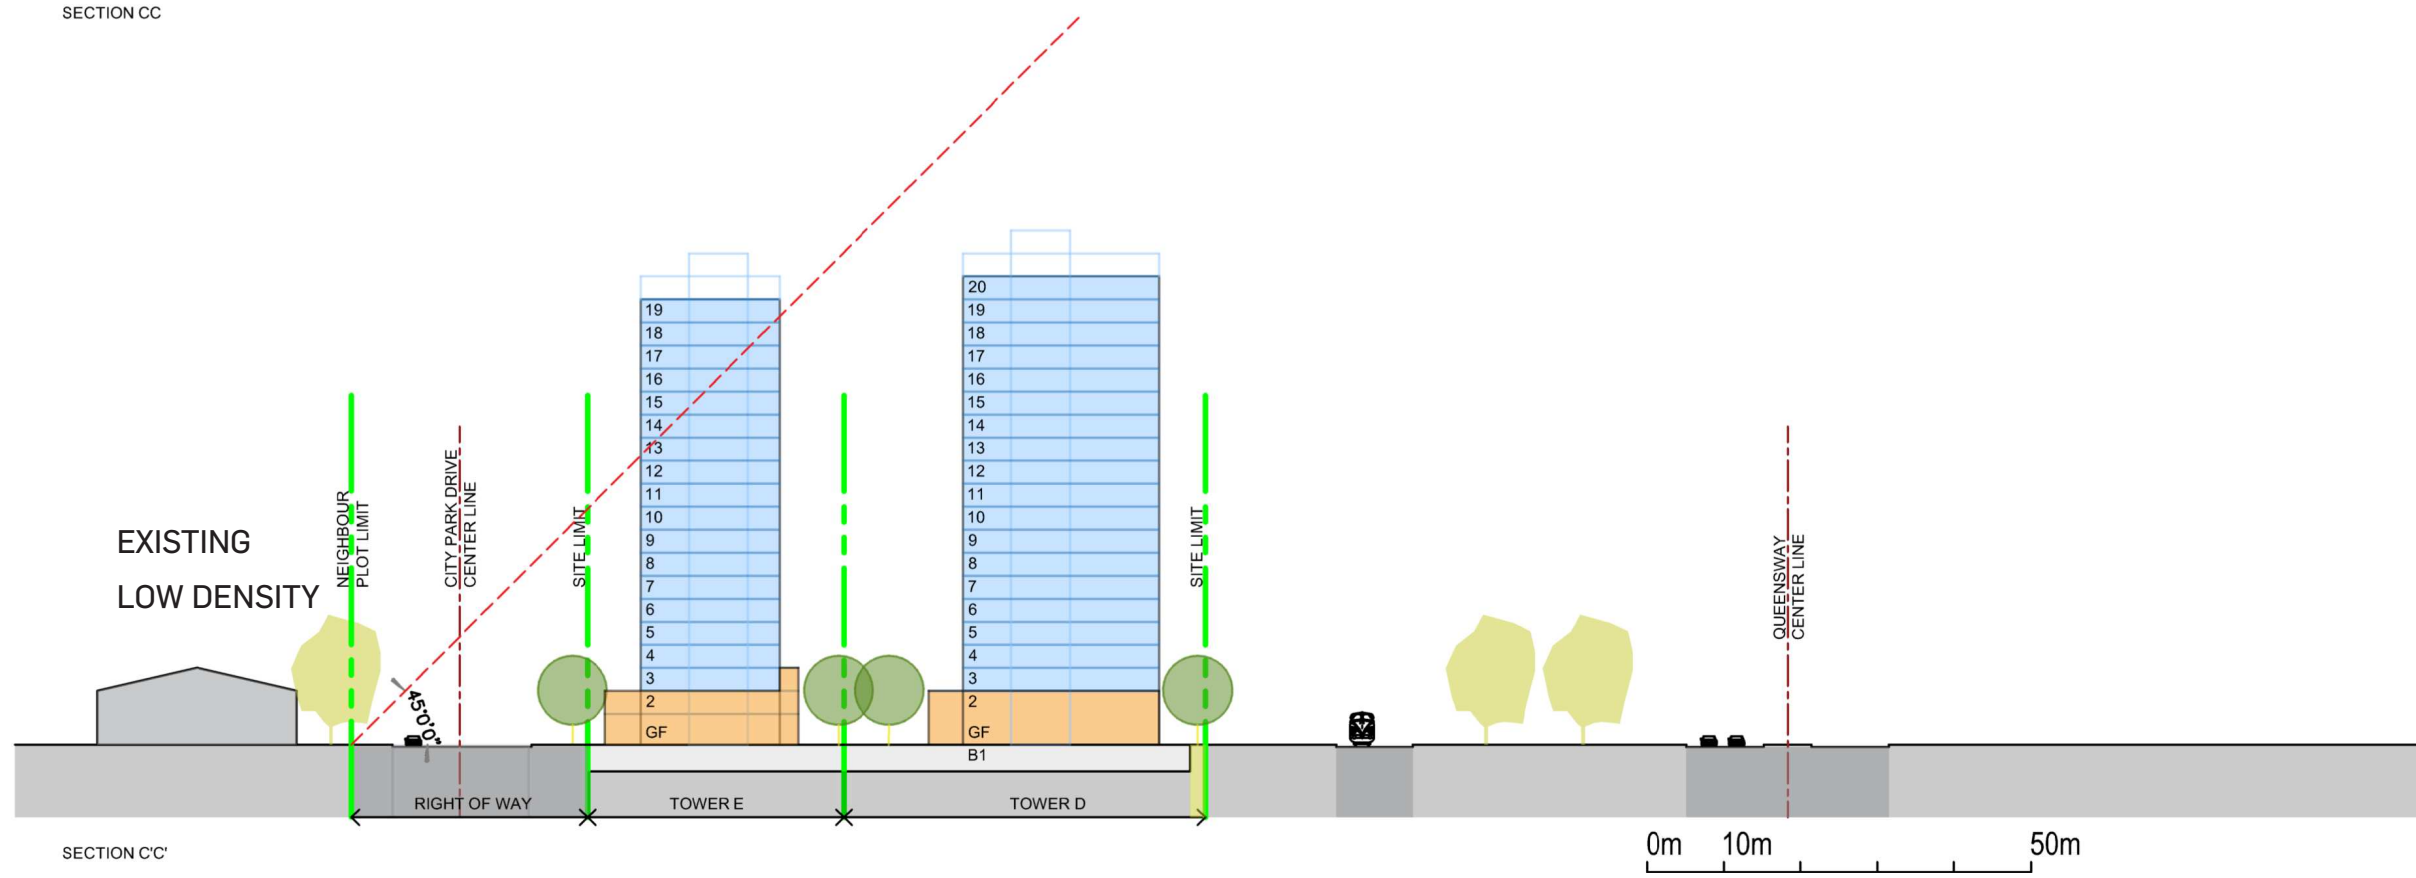 SECTION CC
20
19
19
18
18
17
17
16
16
15
15
14
14
13
13
12
12
11
11
10
10
9
9
8
8
7
7
6
6
5
5
4
4
3
3
2
2
GF
GF
B1
NEIGHBOUR
PLOT LIMIT
CITY PARK DRIVE
CENTER LINE
SITE LIMIT
SITE LIMIT
QUEENSWAY
CENTER LINE
EXISTING
LOW DENSITY
45°0'0"
RIGHT OF WAY
TOWER E
TOWER D
SECTION C'C'
0m 10m 50m